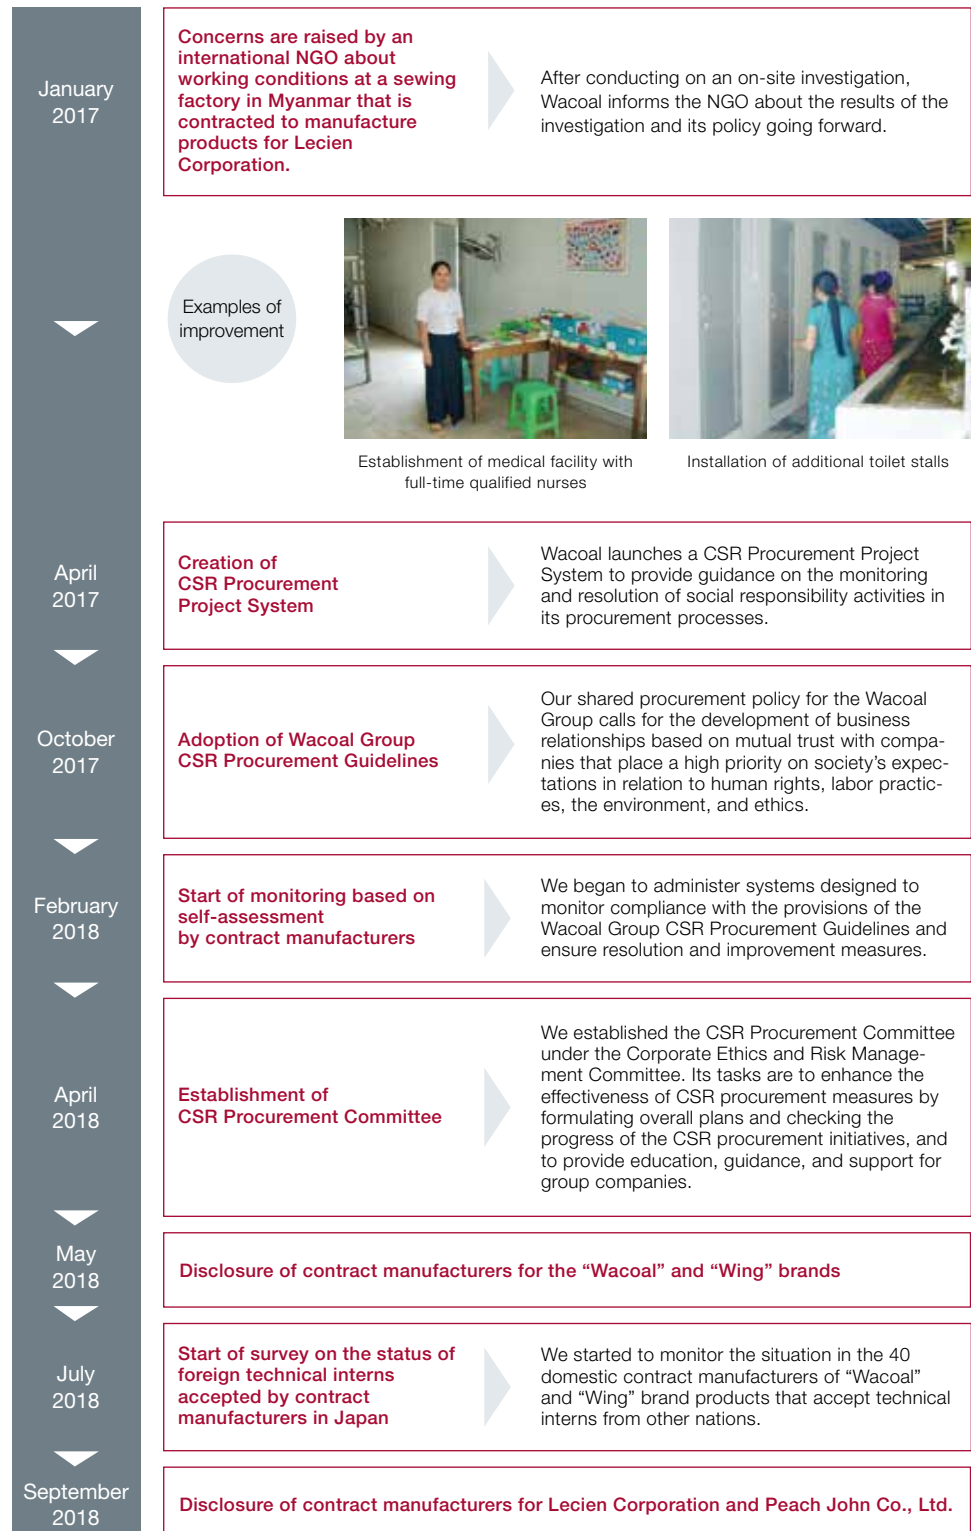 January
2017
Concerns are raised by an
international NGO about
working conditions at a sewing
factory in Myanmar that is
contracted to manufacture
products for Lecien
Corporation.
After conducting on an on-site investigation,
Wacoal informs the NGO about the results of the
investigation and its policy going forward.
Examples of
improvement
Establishment of medical facility with
full-time qualified nurses
Installation of additional toilet stalls
April
2017
Creation of
CSR Procurement
Project System
Wacoal launches a CSR Procurement Project
System to provide guidance on the monitoring
and resolution of social responsibility activities in
its procurement processes.
October
2017
Adoption of Wacoal Group
CSR Procurement Guidelines
Our shared procurement policy for the Wacoal
Group calls for the development of business
relationships based on mutual trust with compa-
nies that place a high priority on society’s expec-
tations in relation to human rights, labor practic-
es, the environment, and ethics.
February
2018
Start of monitoring based on
self-assessment
by contract manufacturers
We began to administer systems designed to
monitor compliance with the provisions of the
Wacoal Group CSR Procurement Guidelines and
ensure resolution and improvement measures.
April
2018
Establishment of
CSR Procurement Committee
We established the CSR Procurement Committee
under the Corporate Ethics and Risk Manage-
ment Committee. Its tasks are to enhance the
effectiveness of CSR procurement measures by
formulating overall plans and checking the
progress of the CSR procurement initiatives, and
to provide education, guidance, and support for
group companies.
May
2018
Disclosure of contract manufacturers for the “Wacoal” and “Wing” brands
July
2018
Start of survey on the status of
foreign technical interns
accepted by contract
manufacturers in Japan
We started to monitor the situation in the 40
domestic contract manufacturers of “Wacoal”
and “Wing” brand products that accept technical
interns from other nations.
September
2018
Disclosure of contract manufacturers for Lecien Corporation and Peach John Co., Ltd.